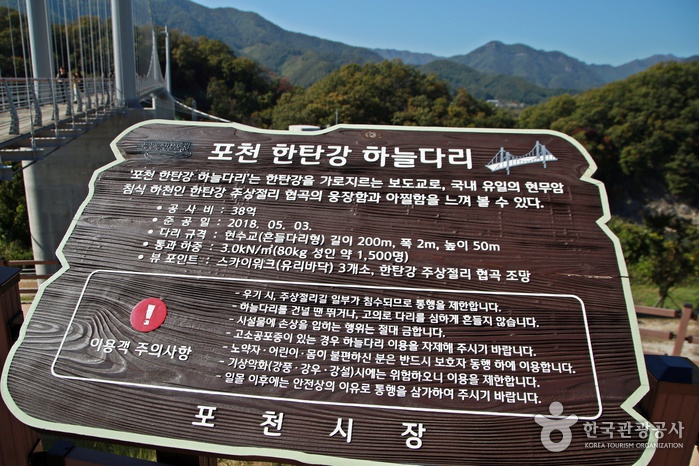 포천 한탄강 하늘다리
'포천 한탄강 하늘다리'는 한탄강을 가로지르는 보도교로, 국내 유일의 현무암
침식 하천인 한탄강 주상절리 협곡의 웅장함과 아찔함을 느껴 볼 수 있다.
• 공 사 비 : 38억
• 준 공 일 : 2018. 05. 03.
• 다리 규격 : 현수교(흔들다리형) 길이 200m, 폭 2m, 높이 50m
• 통과 하중 : 3.0kN/㎡(80kg 성인 약 1,500명)
• 뷰 포인트 : 스카이워크(유리바닥) 3개소, 한탄강 주상절리 협곡 조망
이용객 주의사항
- 우기 시, 주상절리길 일부가 침수되므로 통행을 제한합니다.
- 하늘다리를 건널 땐 뛰거나, 고의로 다리를 심하게 흔들지 않습니다.
- 시설물에 손상을 입히는 행위는 절대 금합니다.
- 고소공포증이 있는 경우 하늘다리 이용을 자제해 주시기 바랍니다.
- 노약자·어린이·몸이 불편하신 분은 반드시 보호자 동행 하에 이용합니다.
- 기상악화(강풍·강우·강설)시에는 위험하오니 이용을 제한합니다.
- 일몰 이후에는 안전상의 이유로 통행을 삼가하여 주시기 바랍니다.
포 천 시 장
한국관광공사
KOREA TOURISM ORGANIZATION